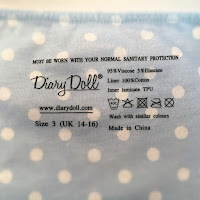 MUST BE WORN WITH YOUR NORMAL SANITARY PROTECTION
Diary Doll®
www.diarydoll.com
Size 3 (UK 14-16)
95%Viscose 5%Elastane
Liner 100%Cotton
Inner laminate TPU
Wash with similar colours
Made in China